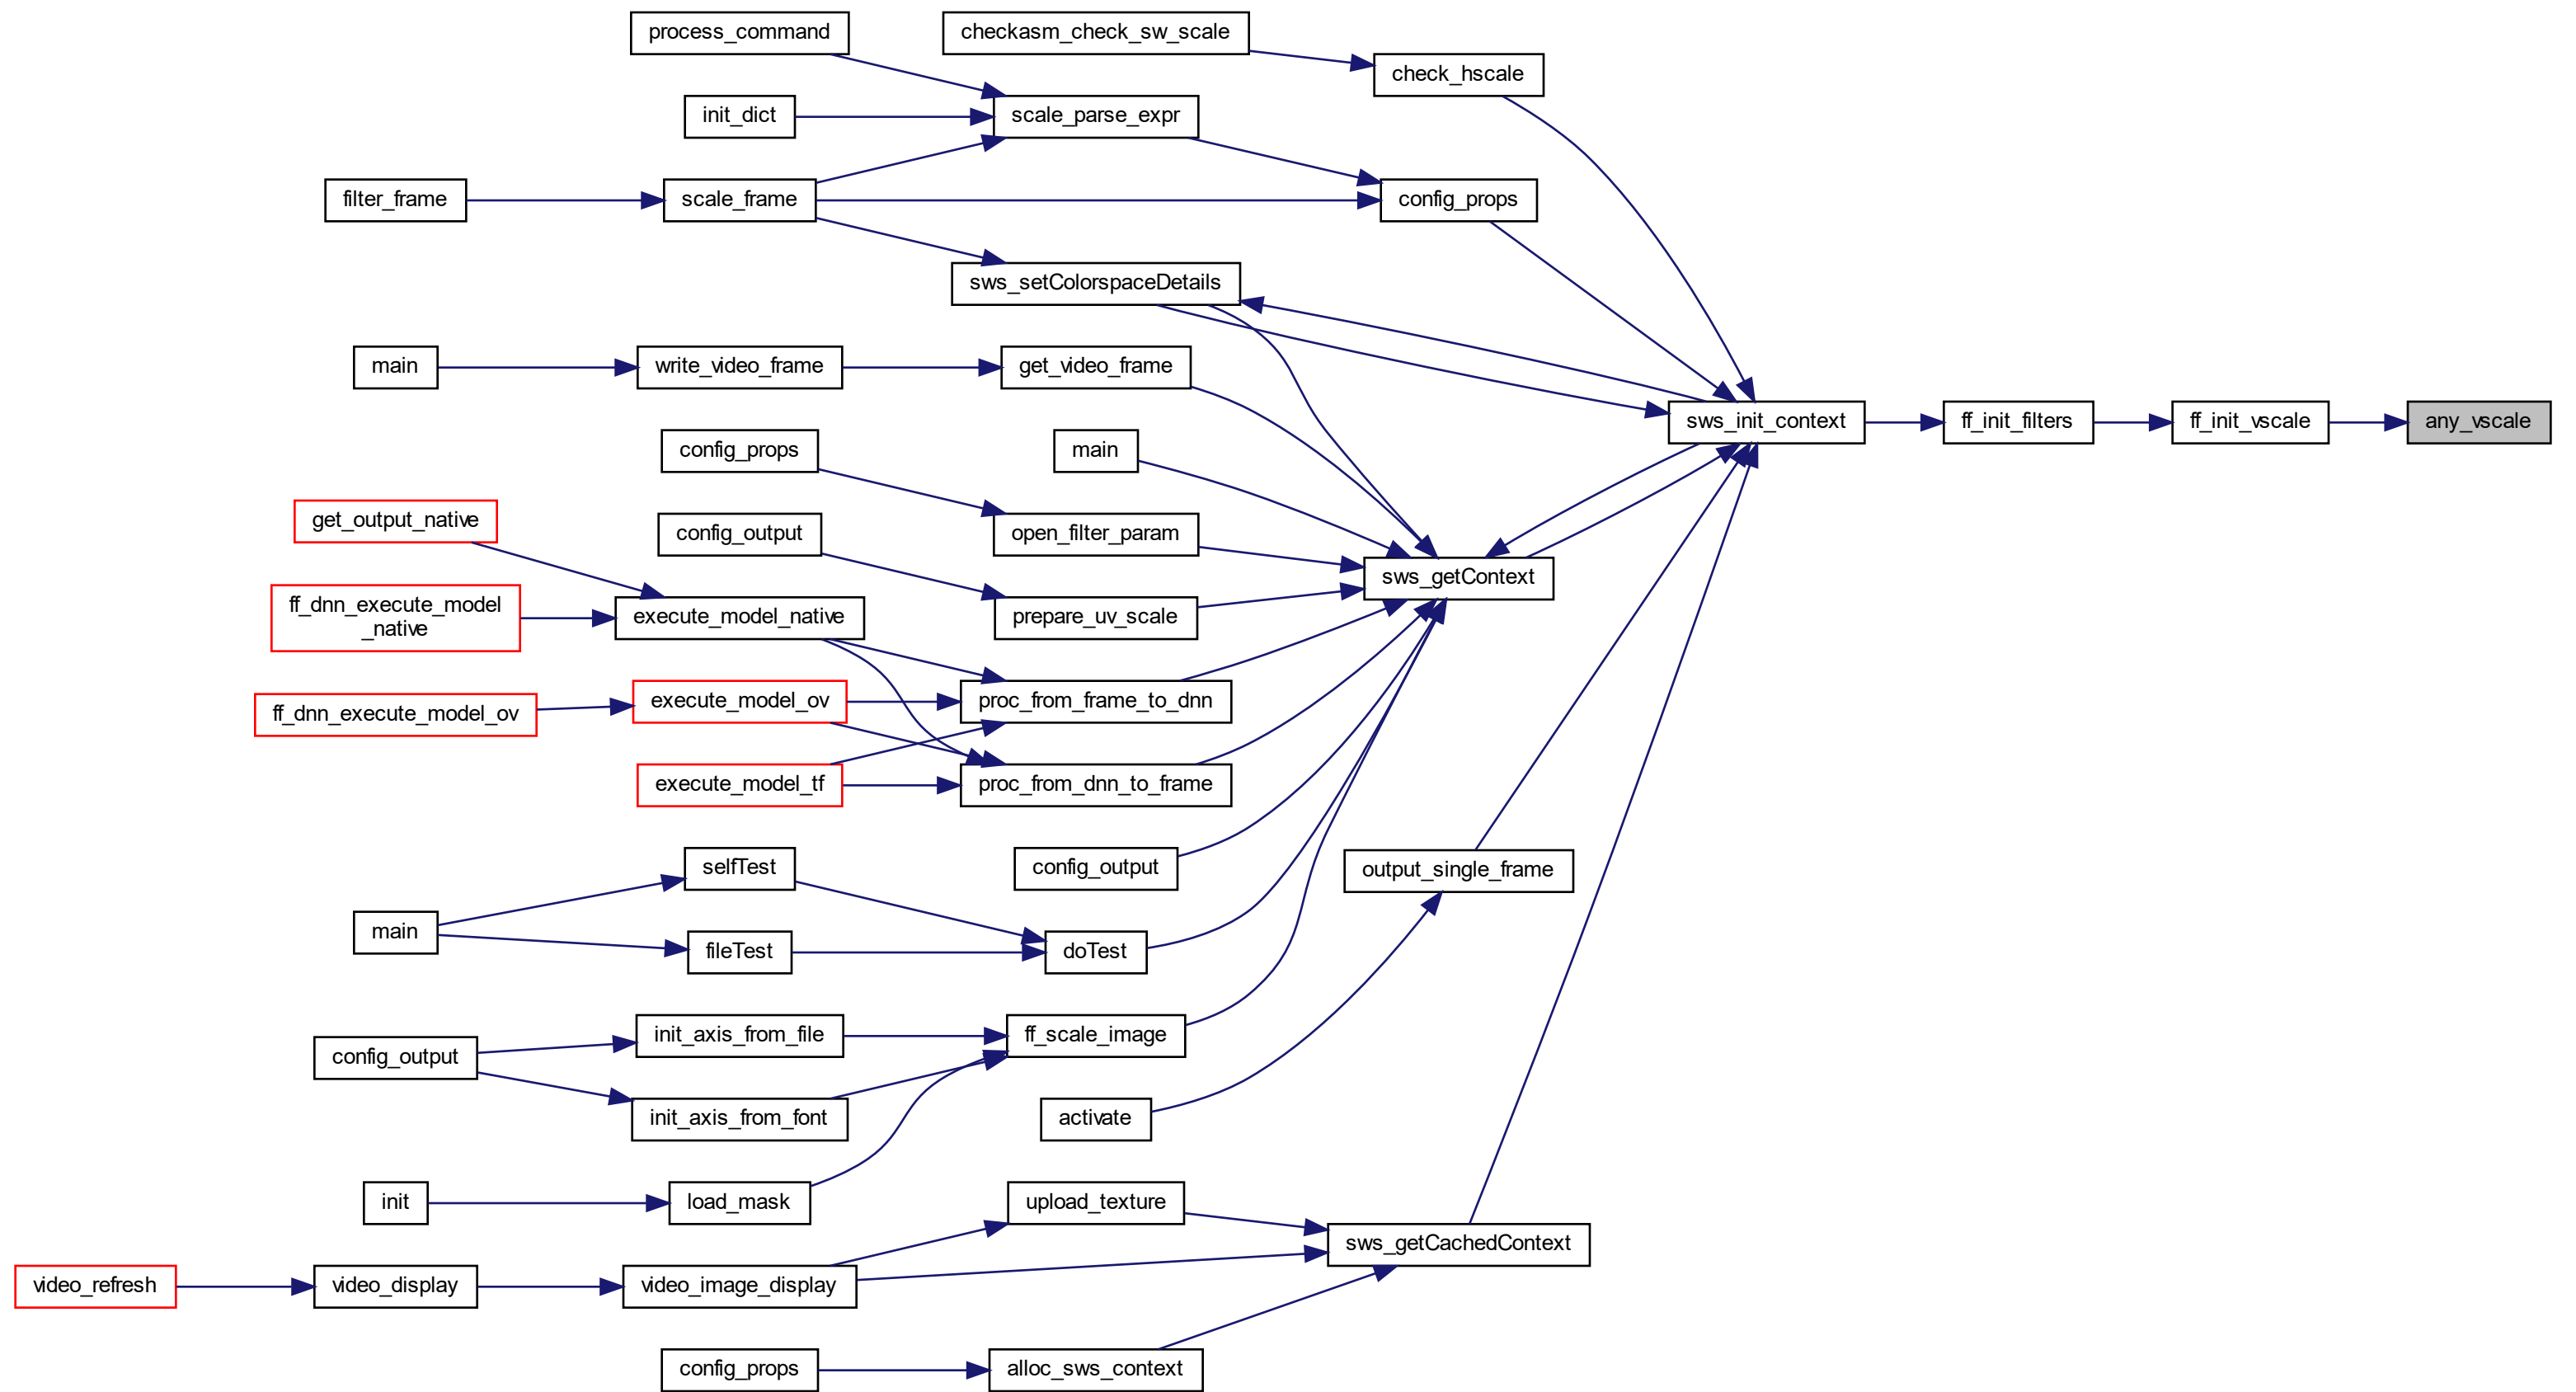 process_command
checkasm_check_sw_scale
check_hscale
init_dict
scale_parse_expr
filter_frame
scale_frame
config_props
sws_setColorspaceDetails
main
write_video_frame
get_video_frame
sws_init_context
ff_init_filters
ff_init_vscale
any_vscale
config_props
main
get_output_native
config_output
open_filter_param
sws_getContext
ff_dnn_execute_model
_native
execute_model_native
prepare_uv_scale
ff_dnn_execute_model_ov
execute_model_ov
proc_from_frame_to_dnn
execute_model_tf
proc_from_dnn_to_frame
selfTest
config_output
output_single_frame
main
fileTest
doTest
config_output
init_axis_from_file
ff_scale_image
init_axis_from_font
activate
init
load_mask
upload_texture
sws_getCachedContext
video_refresh
video_display
video_image_display
config_props
alloc_sws_context